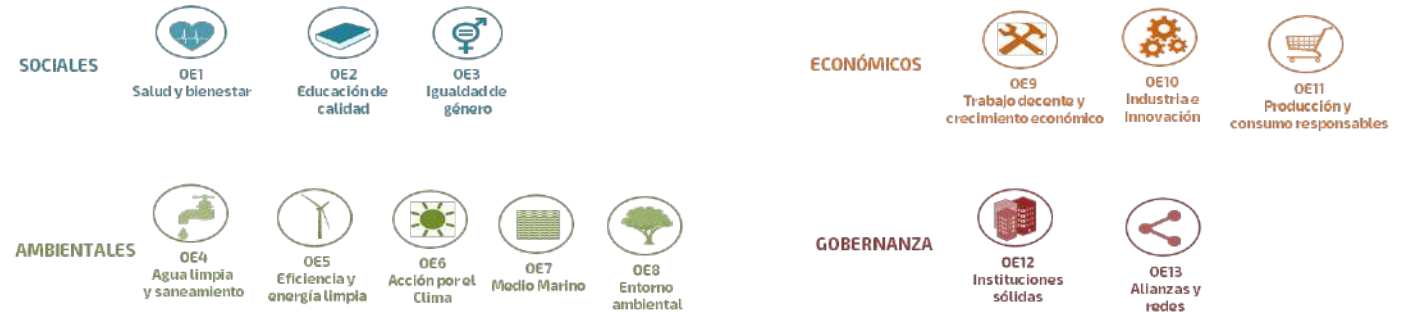 SOCIALES
OE1
Salud y bienestar
OE2
Educación de
calidad
OE3
Igualdad de
género
ECONÓMICOS
OE9
Trabajo decente y
crecimiento económico
OE10
Industria e
Innovación
OE11
Producción y
consumo responsables
AMBIENTALES
OE4
Agua limpia
y saneamiento
OE5
Eficiencia y
energía limpia
OE6
Acción por el
Clima
OE7
Medio Marino
OE8
Entorno
ambiental
GOBERNANZA
OE12
Instituciones
sólidas
OE13
Alianzas y
redes